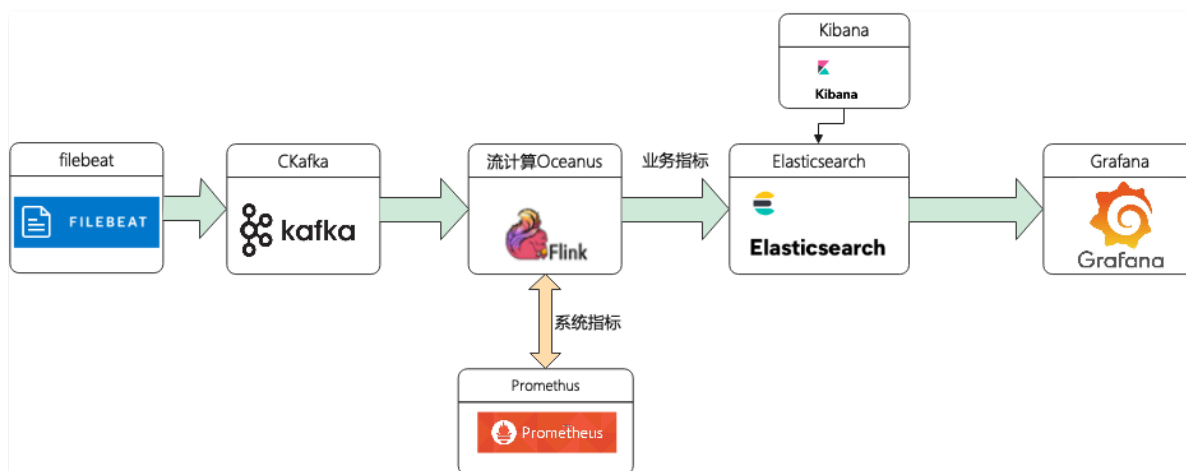 Kibana
Kibana
filebeat
FILEBEAT
CKafka
kafka
流计算Oceanus
Flink
业务指标
Elasticsearch
Elasticsearch
Grafana
Grafana
系统指标
Promethus
Prometheus